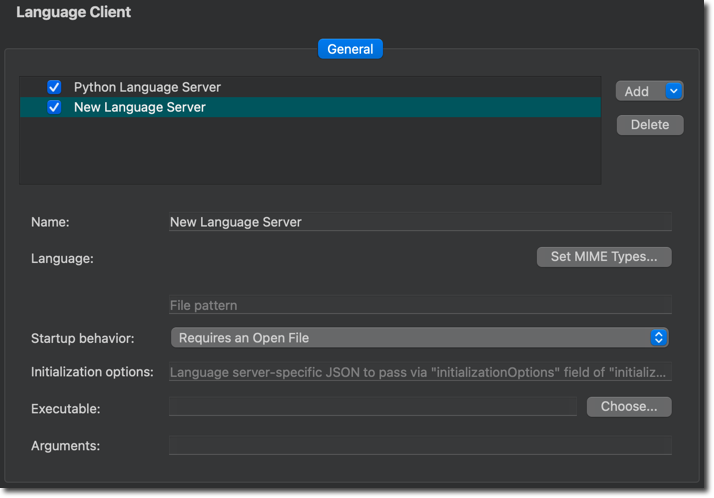 Language Client
General
Python Language Server
New Language Server
Add
Delete
Name:
New Language Server
Language:
Set MIME Types...
File pattern
Startup behavior:
Requires an Open File
Initialization options:
Language server-specific JSON to pass via "initializationOptions" field of "initializ...
Executable:
Choose...
Arguments: